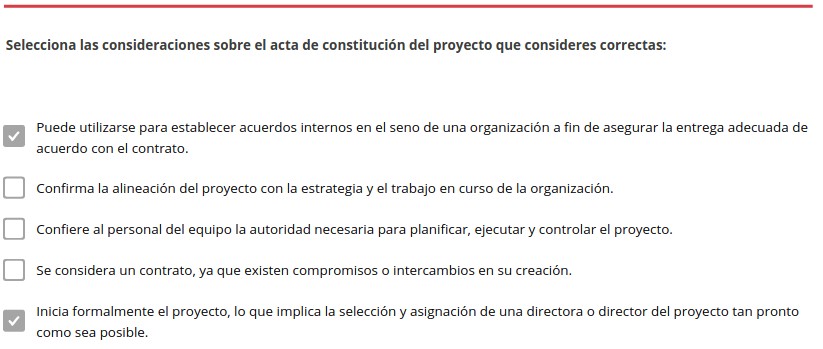 Selecciona las consideraciones sobre el acta de constitución del proyecto que consideres correctas:
Puede utilizarse para establecer acuerdos internos en el seno de una organización a fin de asegurar la entrega adecuada de
acuerdo con el contrato.
Confirma la alineación del proyecto con la estrategia y el trabajo en curso de la organización.
Confiere al personal del equipo la autoridad necesaria para planificar, ejecutar y controlar el proyecto.
Se considera un contrato, ya que existen compromisos o intercambios en su creación.
Inicia formalmente el proyecto, lo que implica la selección y asignación de una directora o director del proyecto tan pronto
como sea posible.